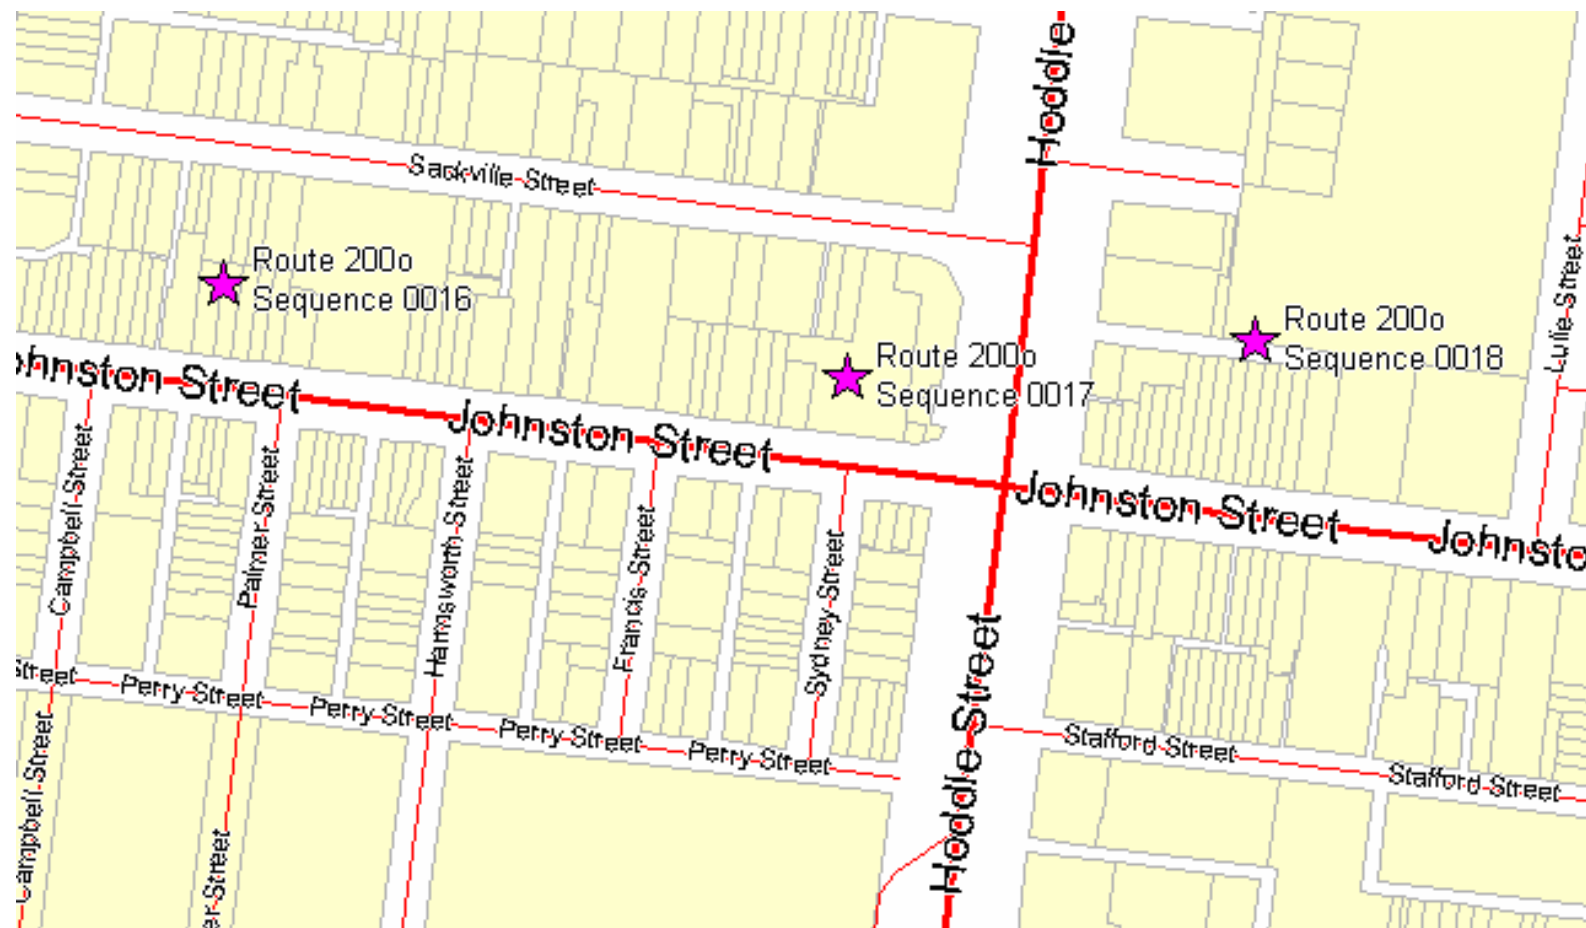 Hoddle
Sackville Street
Route 200o
Sequence 0016
Route 200o
Sequence 0017
Route 200o
Sequence 0018
Lulie Street
ohnston Street
Johnston Street
Johnston Street
Johnsto
Campbell Street
Palmer Street
Harmsworth Street
Francis Street
Sydney Street
Hoddle Street
Street
Perry Street
Perry Street
Perry Street
Perry Street
Stafford Street
Stafford Street
Campbell Street
er Street
Hoddle